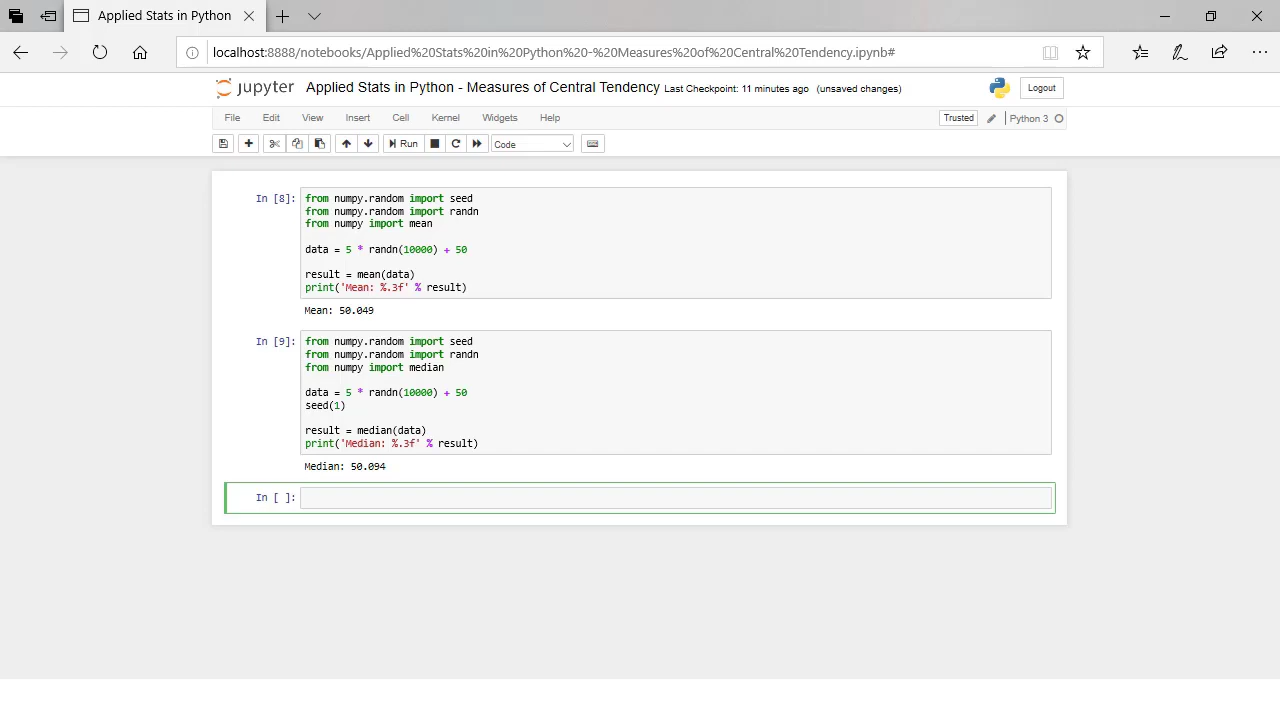 Applied Stats in Python
localhost:8888/notebooks/Applied%20Stats%20in%20Python%20-%20Measures%20of%20Central%20Tendency.ipynb#
jupyter Applied Stats in Python - Measures of Central Tendency Last Checkpoint: 11 minutes ago (unsaved changes) Logout
File Edit View Insert Cell Kernel Widgets Help Trusted Python 3
Run Code
In [8]: from numpy.random import seed
from numpy.random import randn
from numpy import mean
data = 5 * randn(10000) + 50
result = mean(data)
print('Mean: %.3f' % result)
Mean: 50.049
In [9]: from numpy.random import seed
from numpy.random import randn
from numpy import median
data = 5 * randn(10000) + 50
seed(1)
result = median(data)
print('Median: %.3f' % result)
Median: 50.094
In [ ]: